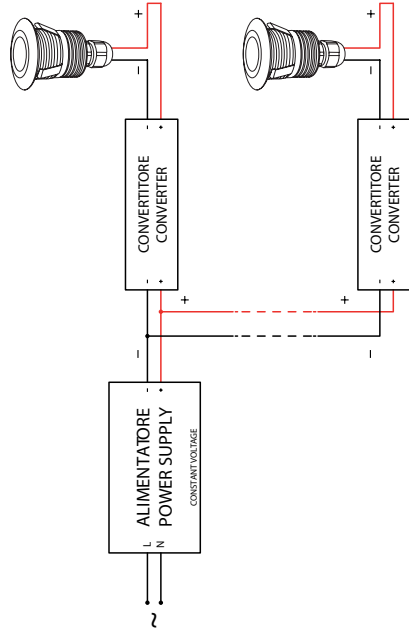 ~
L
N
ALIMENTATORE
POWER SUPPLY
CONSTANT VOLTAGE
-
+
-
+
-
+
CONVERTITORE
CONVERTER
-
+
-
+
-
+
-
+
CONVERTITORE
CONVERTER
-
+
-
+